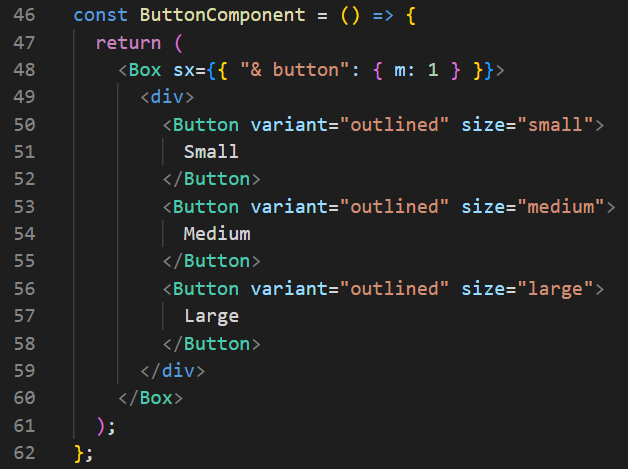 46 const ButtonComponent = () => {
47   return (
48     <Box sx={{ "& button": { m: 1 } }}>
49       <div>
50         <Button variant="outlined" size="small">
51           Small
52         </Button>
53         <Button variant="outlined" size="medium">
54           Medium
55         </Button>
56         <Button variant="outlined" size="large">
57           Large
58         </Button>
59       </div>
60     </Box>
61   );
62 };